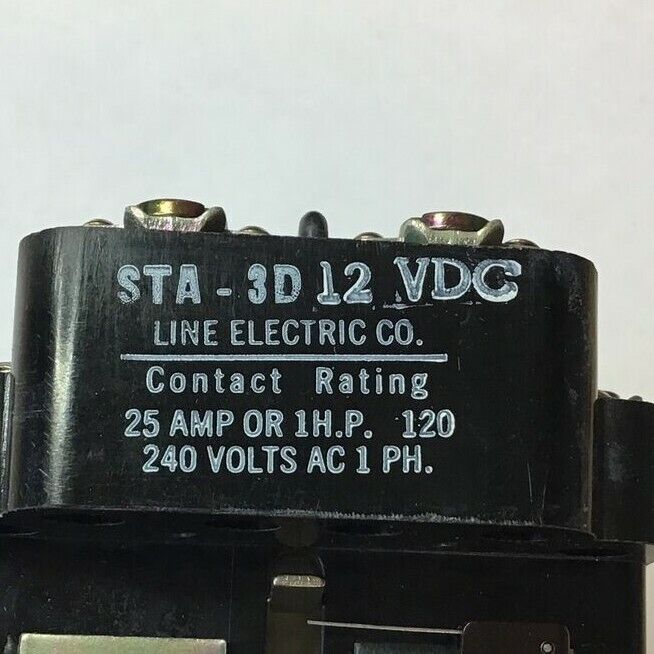 STA - 3D 12 VDC
LINE ELECTRIC CO.
Contact Rating
25 AMP OR 1H.P. 120
240 VOLTS AC 1 PH.